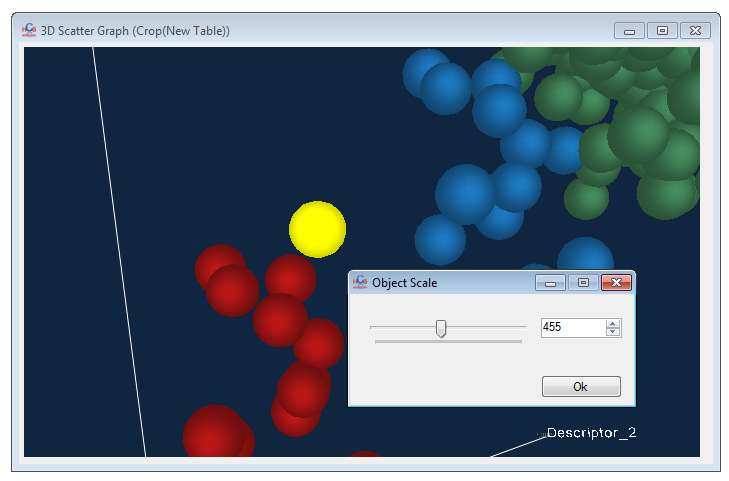 3D Scatter Graph (Crop(New Table))
Object Scale
455
Ok
Descriptor_2